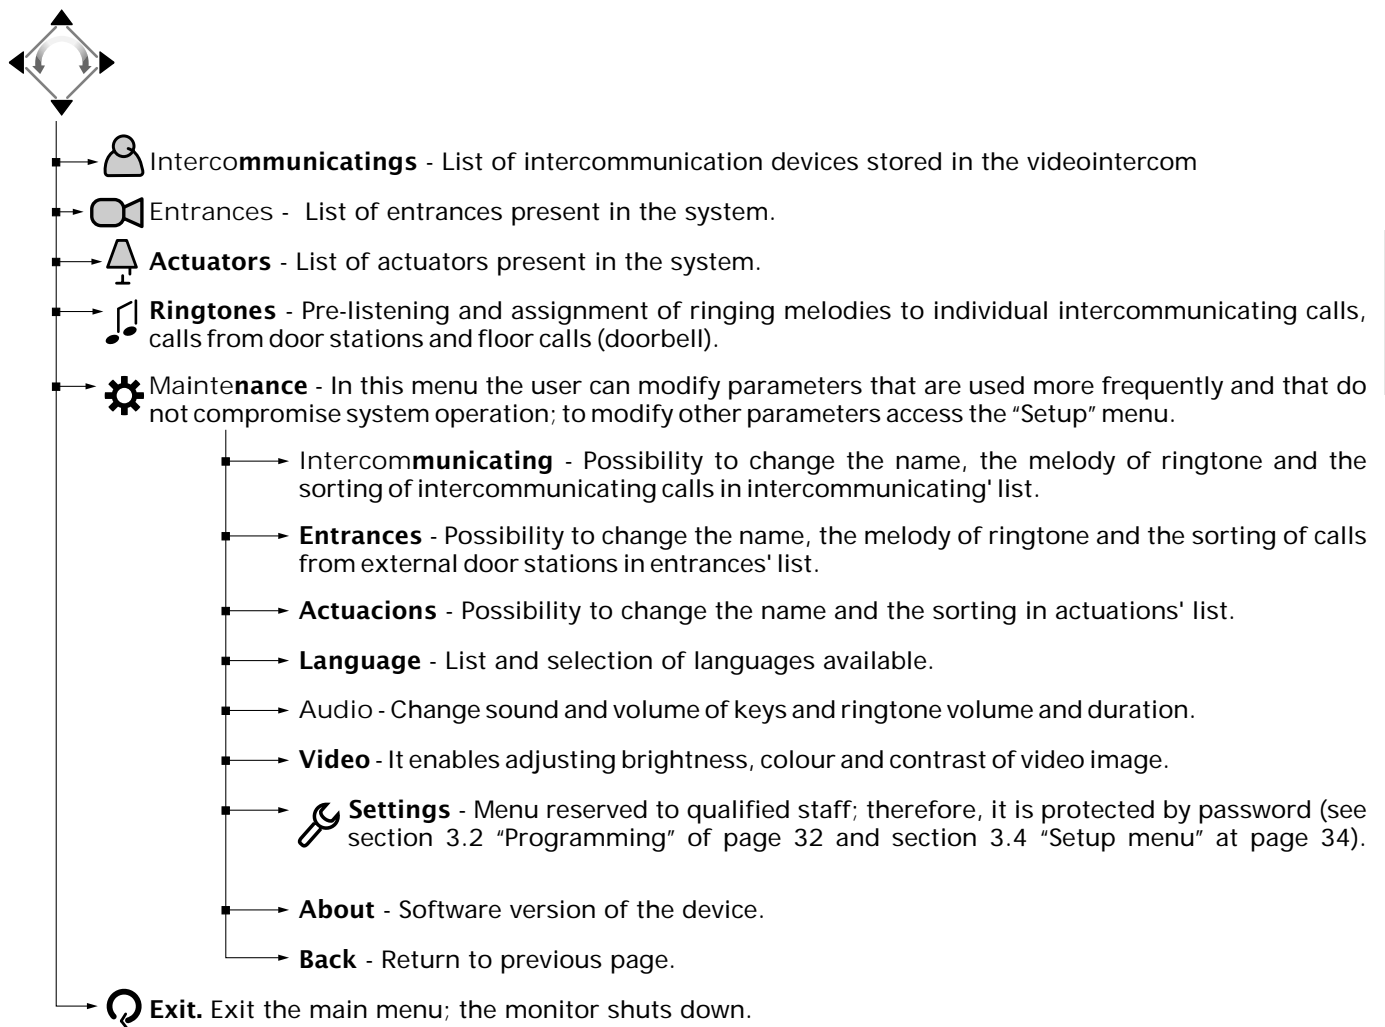 Intercommunicatings - List of intercommunication devices stored in the videointercom
Entrances - List of entrances present in the system.
Actuators - List of actuators present in the system.
Ringtones - Pre-listening and assignment of ringing melodies to individual intercommunicating calls,
calls from door stations and floor calls (doorbell).
Maintenance - In this menu the user can modify parameters that are used more frequently and that do
not compromise system operation; to modify other parameters access the "Setup" menu.
Intercommunicating - Possibility to change the name, the melody of ringtone and the
sorting of intercommunicating calls in intercommunicating' list.
Entrances - Possibility to change the name, the melody of ringtone and the sorting of calls
from external door stations in entrances' list.
Actuacions - Possibility to change the name and the sorting in actuations' list.
Language - List and selection of languages available.
Audio - Change sound and volume of keys and ringtone volume and duration.
Video - It enables adjusting brightness, colour and contrast of video image.
Settings - Menu reserved to qualified staff; therefore, it is protected by password (see
section 3.2 "Programming" of page 32 and section 3.4 "Setup menu" at page 34).
About - Software version of the device.
Back - Return to previous page.
Exit. Exit the main menu; the monitor shuts down.